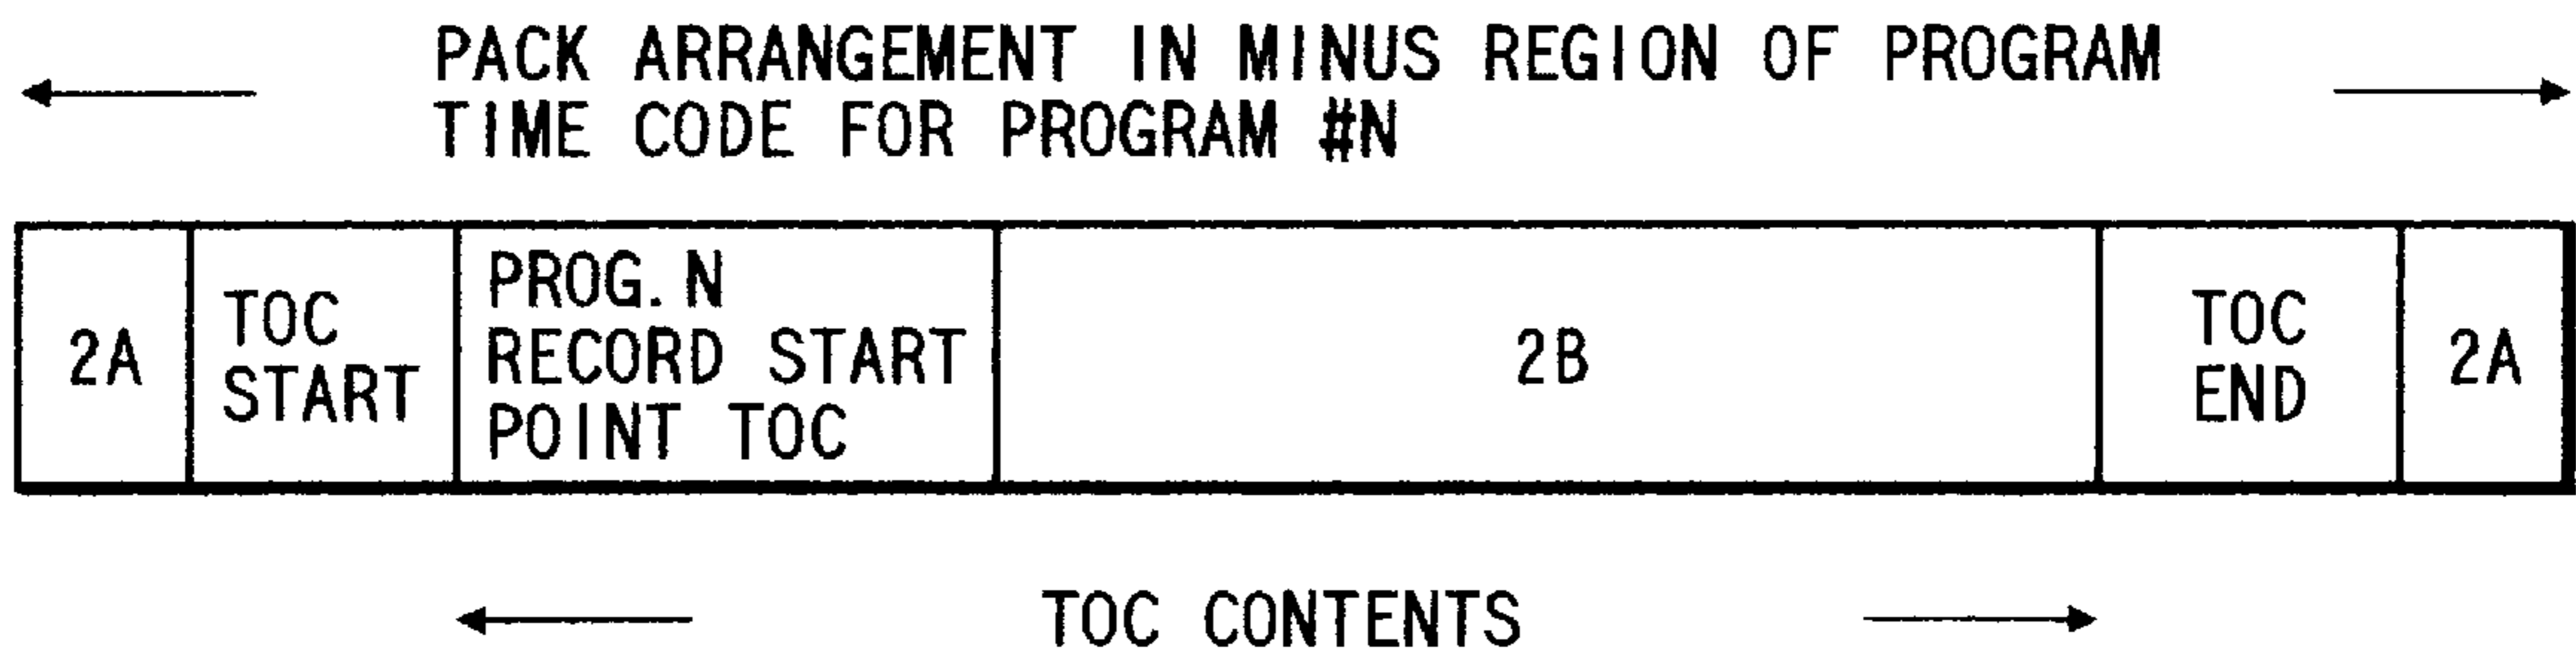 PACK ARRANGEMENT IN MINUS REGION OF PROGRAM
TIME CODE FOR PROGRAM #N
2A
TOC
START
PROG. N
RECORD START
POINT TOC
2B
TOC
END
2A
TOC CONTENTS